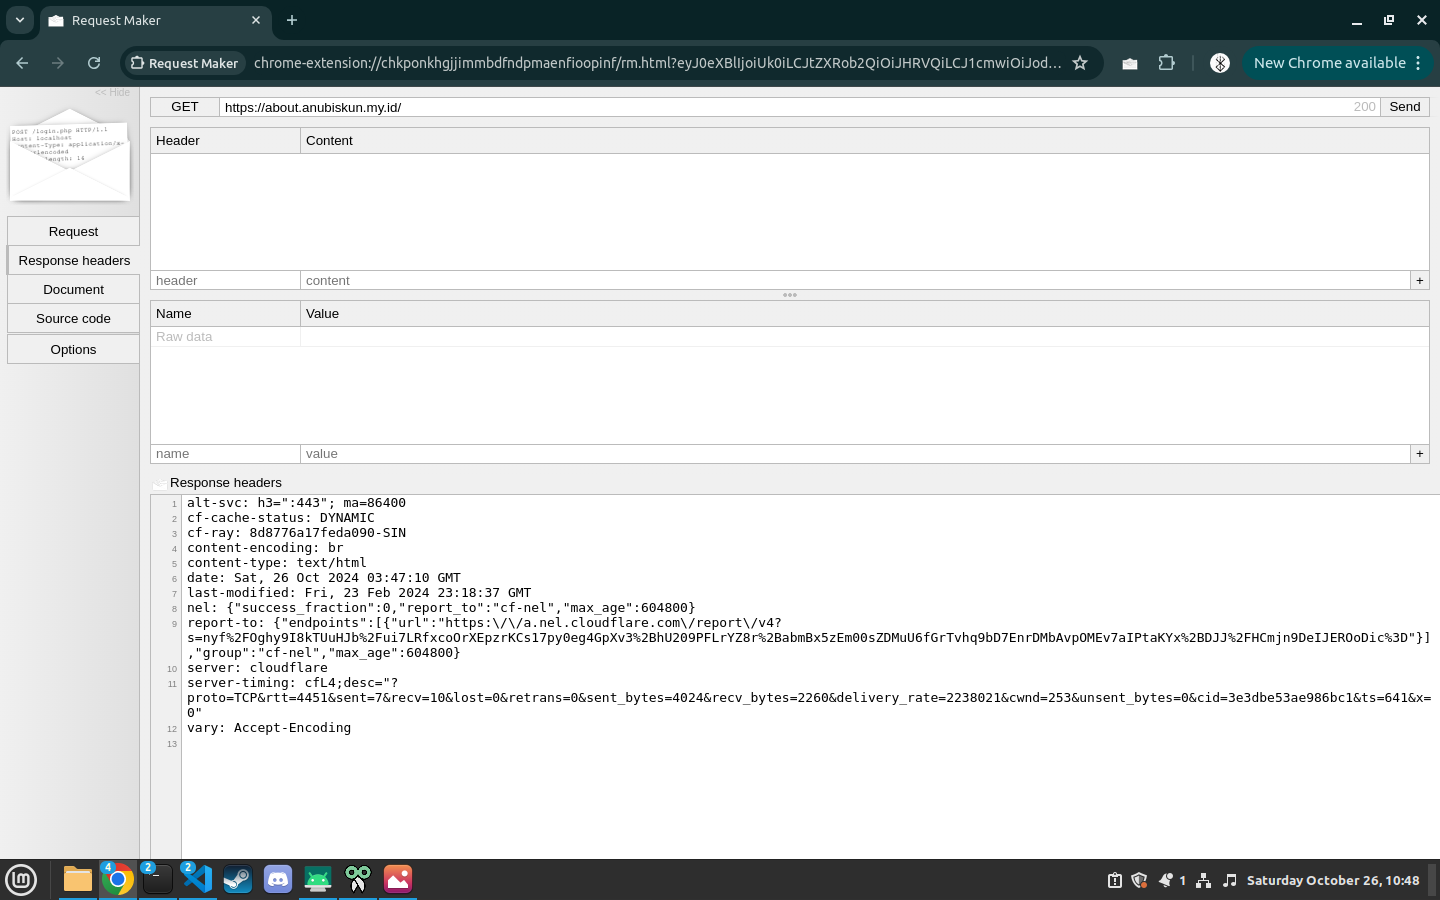 Request Maker
Request Maker
chrome-extension://chkponkhgjjimmbdfndpmaenfioopinf/rm.html?eyJ0eXBlIjoiUk0iLCJtZXRob2QiOiJHRVQiLCJ1cmwiOiJod...
New Chrome available
<< Hide
POST /login.php HTTP/1.1
Host: localhost
ontent-Type: application/x-
rlencoded
length: 14
Request
Response headers
Document
Source code
Options
GET
https://about.anubiskun.my.id/
200
Send
Header
Content
header
content
+
Name
Value
Raw data
name
value
+
Response headers
1 alt-svc: h3=":443"; ma=86400
2 cf-cache-status: DYNAMIC
3 cf-ray: 8d8776a17feda090-SIN
4 content-encoding: br
5 content-type: text/html
6 date: Sat, 26 Oct 2024 03:47:10 GMT
7 last-modified: Fri, 23 Feb 2024 23:18:37 GMT
8 nel: {"success_fraction":0,"report_to":"cf-nel","max_age":604800}
9 report-to: {"endpoints":[{"url":"https:\/\/a.nel.cloudflare.com\/report\/v4?
s=nyf%2FOghy9I8kTUuHJb%2Fui7LRfxcoOrXEpzrKCs17py0eg4GpXv3%2BhU209PFLrYZ8r%2BabmBx5zEm00sZDMuU6fGrTvhq9bD7EnrDMbAvpOMEv7aIPtaKYx%2BDJJ%2FHCmjn9DeIJEROoDic%3D"}]
,"group":"cf-nel","max_age":604800}
10 server: cloudflare
11 server-timing: cfL4;desc="?
proto=TCP&rtt=4451&sent=7&recv=10&lost=0&retrans=0&sent_bytes=4024&recv_bytes=2260&delivery_rate=2238021&cwnd=253&unsent_bytes=0&cid=3e3dbe53ae986bc1&ts=641&x=
0"
12 vary: Accept-Encoding
13
4
2
2
1
Saturday October 26, 10:48